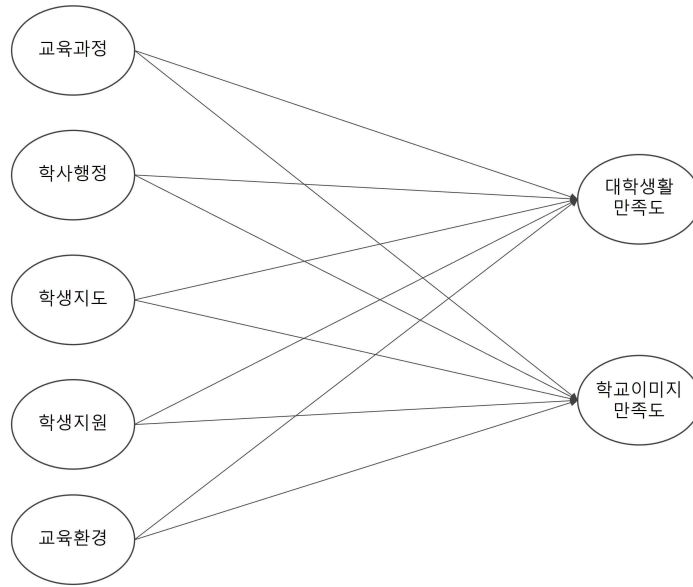 교육과정
학사행정
학생지도
학생지원
교육환경
대학생활
만족도
학교이미지
만족도